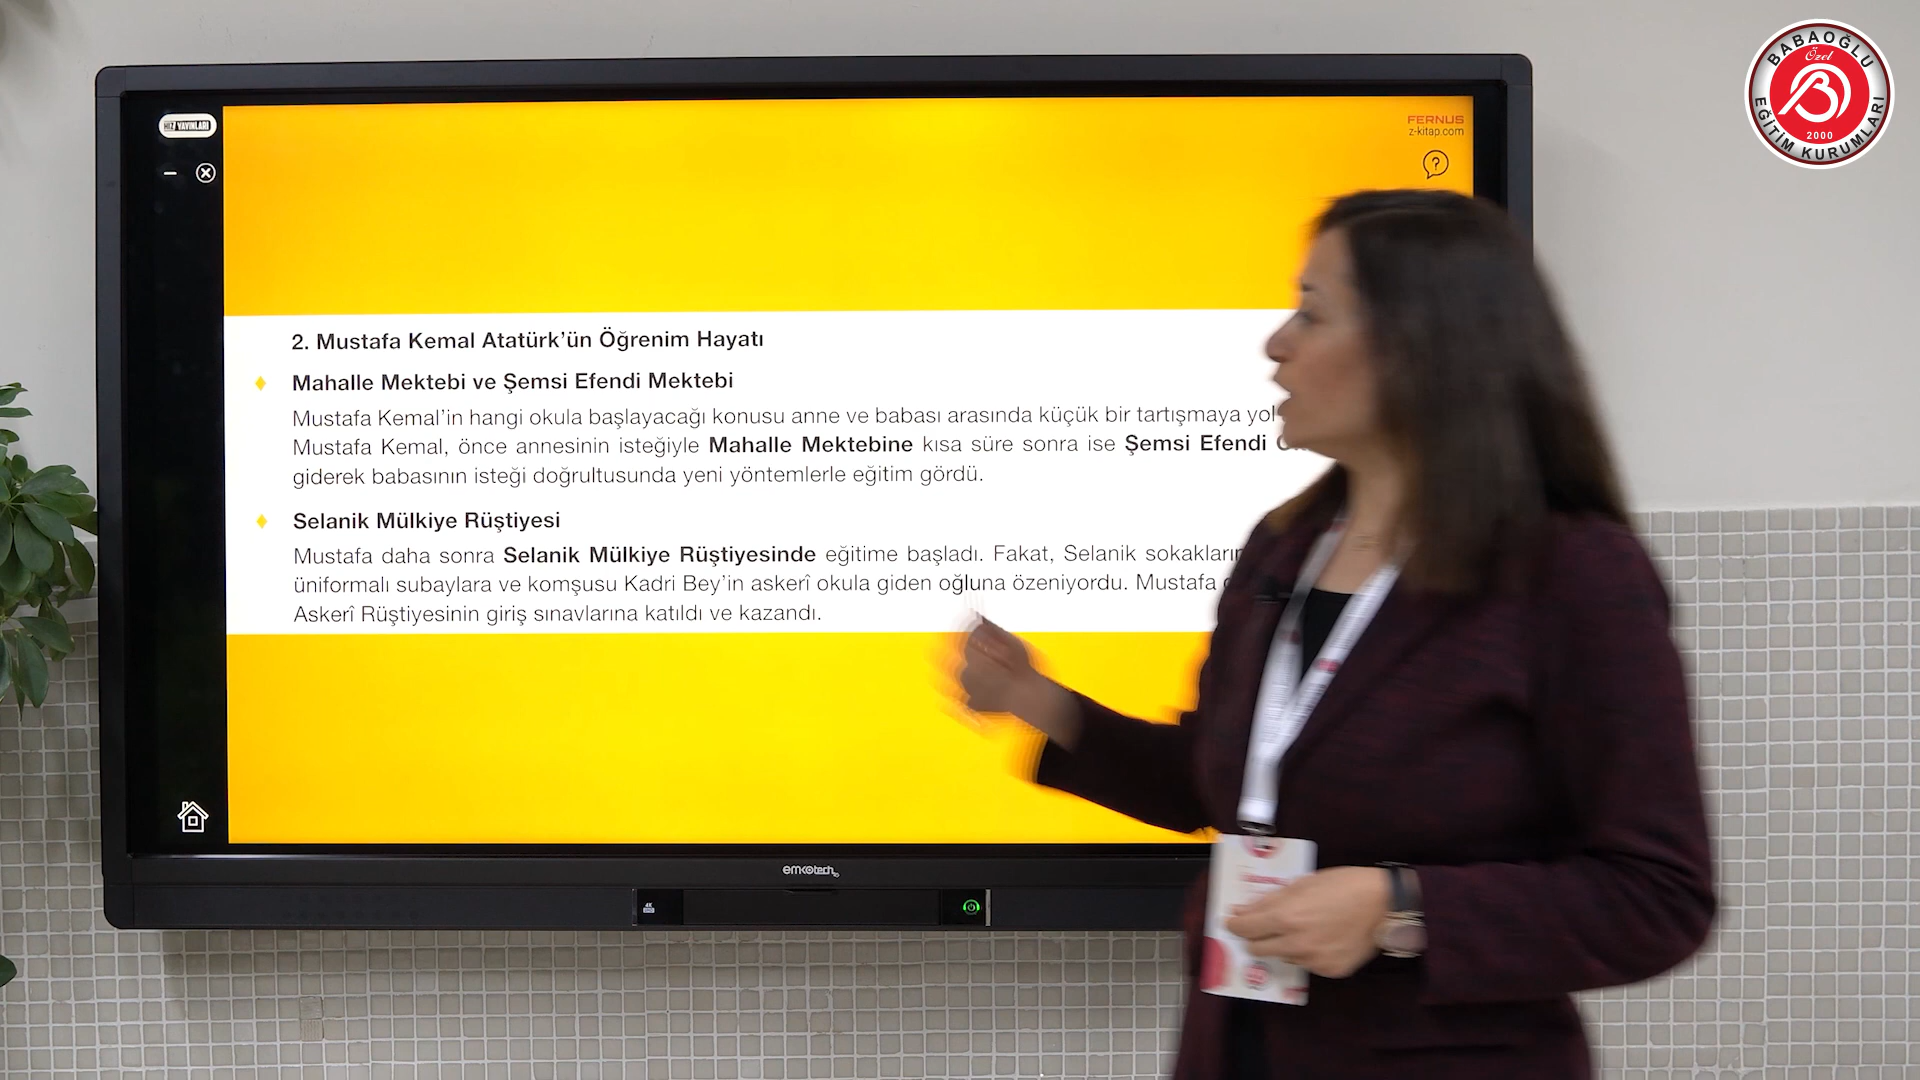 BABAOĞLU
Özel
B
2000
EĞİTİM KURUMLARI
HIZ YAYINLARI
FERNUS
z-kitap.com
?
2. Mustafa Kemal Atatürk'ün Öğrenim Hayatı
Mahalle Mektebi ve Şemsi Efendi Mektebi
Mustafa Kemal'in hangi okula başlayacağı konusu anne ve babası arasında küçük bir tartışmaya yol
Mustafa Kemal, önce annesinin isteğiyle Mahalle Mektebine kısa süre sonra ise Şemsi Efendi
giderek babasının isteği doğrultusunda yeni yöntemlerle eğitim gördü.
Selanik Mülkiye Rüştiyesi
Mustafa daha sonra Selanik Mülkiye Rüştiyesinde eğitime başladı. Fakat, Selanik
üniformalı subaylara ve komşusu Kadri Bey'in askerî okula giden oğluna özeniyordu. Mustafa
Askerî Rüştiyesinin giriş sınavlarına katıldı ve kazandı.
emkotech
4K